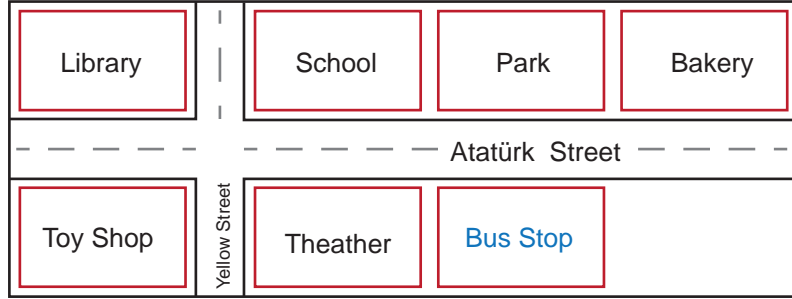 Library
School
Park
Bakery
Atatürk Street
Toy Shop
Yellow Street
Theather
Bus Stop